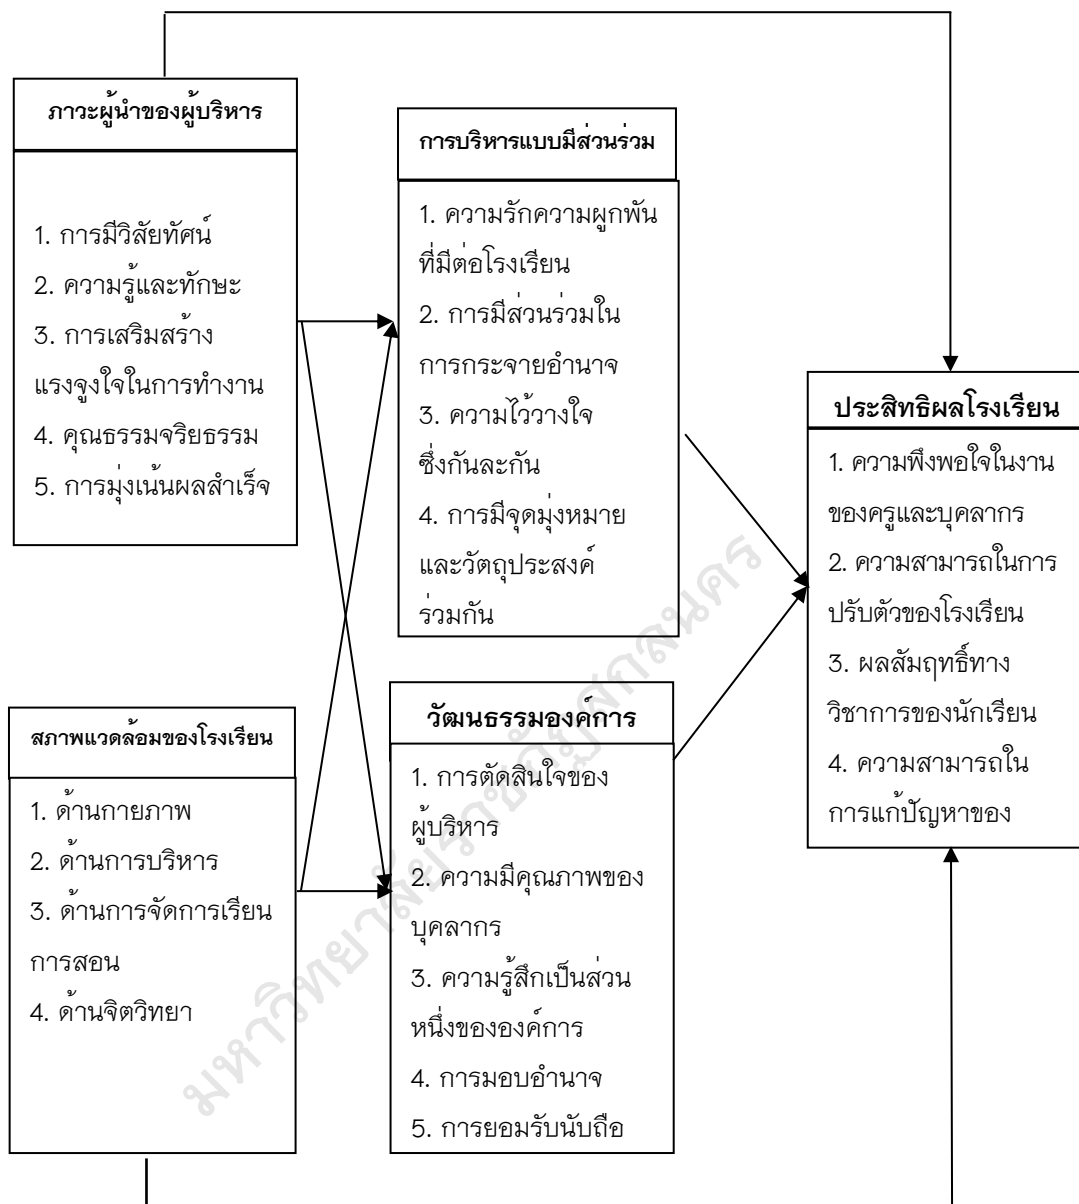 ภาวะผู้นำของผู้บริหาร
1. การมีวิสัยทัศน์
2. ความรู้และทักษะ
3. การเสริมสร้าง
แรงจูงใจในการทำงาน
4. คุณธรรมจริยธรรม
5. การมุ่งเน้นผลสำเร็จ
สภาพแวดล้อมของโรงเรียน
1. ด้านกายภาพ
2. ด้านการบริหาร
3. ด้านการจัดการเรียน
การสอน
4. ด้านจิตวิทยา
การบริหารแบบมีส่วนร่วม
1. ความรักความผูกพัน
ที่มีต่อโรงเรียน
2. การมีส่วนร่วมใน
การกระจายอำนาจ
3. ความไว้วางใจ
ซึ่งกันละกัน
4. การมีจุดมุ่งหมาย
และวัตถุประสงค์
ร่วมกัน
วัฒนธรรมองค์การ
1. การตัดสินใจของ
ผู้บริหาร
2. ความมีคุณภาพของ
บุคลากร
3. ความรู้สึกเป็นส่วน
หนึ่งขององค์การ
4. การมอบอำนาจ
5. การยอมรับนับถือ
ประสิทธิผลโรงเรียน
1. ความพึงพอใจในงาน
ของครูและบุคลากร
2. ความสามารถในการ
ปรับตัวของโรงเรียน
3. ผลสัมฤทธิ์ทาง
วิชาการของนักเรียน
4. ความสามารถใน
การแก้ปัญหาของ
มหาวิทยาลัยราชภัฏสกลนคร